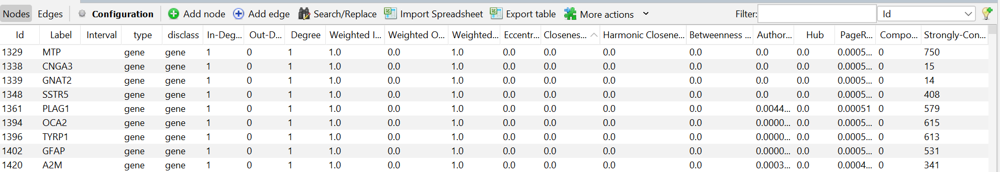 Nodes Edges Configuration Add node Add edge Search/Replace Import Spreadsheet Export table More actions Filter: Id
Id Label Interval type disclass In-Deg... Out-D... Degree Weighted I... Weighted O... Weighted... Eccentr... Closenes... Harmonic Closene... Betweenness ... Author... Hub PageR... Compo... Strongly-Con...
1329 MTP gene gene 1 0 1 1.0 0.0 1.0 0.0 0.0 0.0 0.0 0.0 0.0 0.0005... 0 750
1338 CNGA3 gene gene 1 0 1 1.0 0.0 1.0 0.0 0.0 0.0 0.0 0.0 0.0 0.0005... 0 15
1339 GNAT2 gene gene 1 0 1 1.0 0.0 1.0 0.0 0.0 0.0 0.0 0.0 0.0 0.0005... 0 14
1348 SSTR5 gene gene 1 0 1 1.0 0.0 1.0 0.0 0.0 0.0 0.0 0.0 0.0 0.0005... 0 408
1361 PLAG1 gene gene 1 0 1 1.0 0.0 1.0 0.0 0.0 0.0 0.0 0.0044... 0.0 0.00051 0 579
1394 OCA2 gene gene 1 0 1 1.0 0.0 1.0 0.0 0.0 0.0 0.0 0.0000... 0.0 0.0005... 0 615
1396 TYRP1 gene gene 1 0 1 1.0 0.0 1.0 0.0 0.0 0.0 0.0 0.0000... 0.0 0.0005... 0 613
1402 GFAP gene gene 1 0 1 1.0 0.0 1.0 0.0 0.0 0.0 0.0 0.0000... 0.0 0.0005... 0 531
1420 A2M gene gene 1 0 1 1.0 0.0 1.0 0.0 0.0 0.0 0.0 0.0003... 0.0 0.0004... 0 341